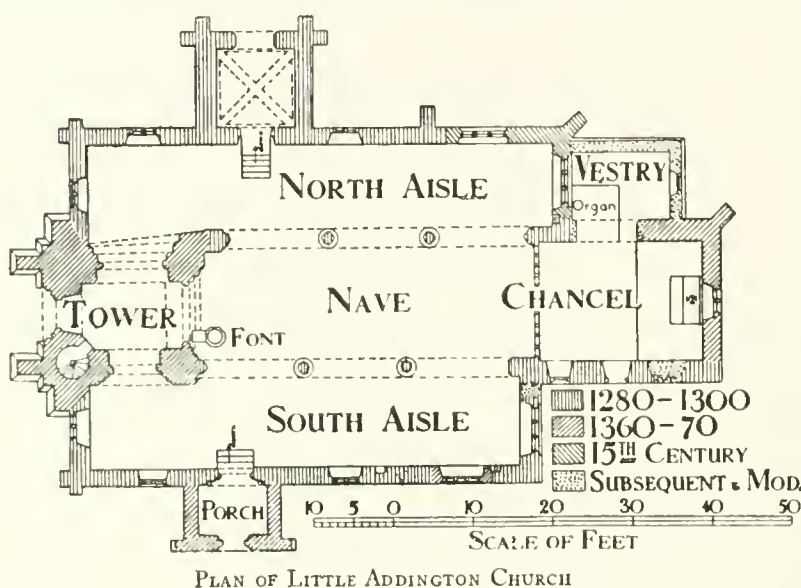 NORTH AISLE
VESTRY
Organ
TOWER
FONT
NAVE
CHANCEL
SOUTH AISLE
PORCH
1280-1300
1360-70
15TH CENTURY
SUBSEQUENT & MOD.
10 5 0 10 20 30 40 50
SCALE OF FEET
PLAN OF LITTLE ADDINGTON CHURCH